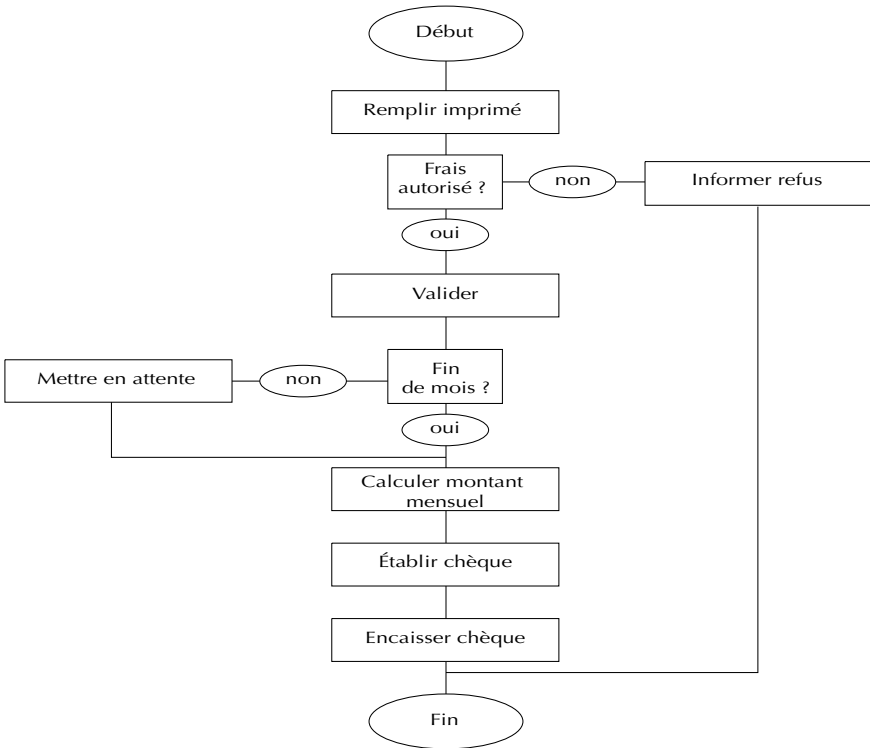 Début
Remplir imprimé
Frais
autorisé ?
non
Informer refus
oui
Valider
Mettre en attente
non
Fin
de mois ?
oui
Calculer montant
mensuel
Établir chèque
Encaisser chèque
Fin